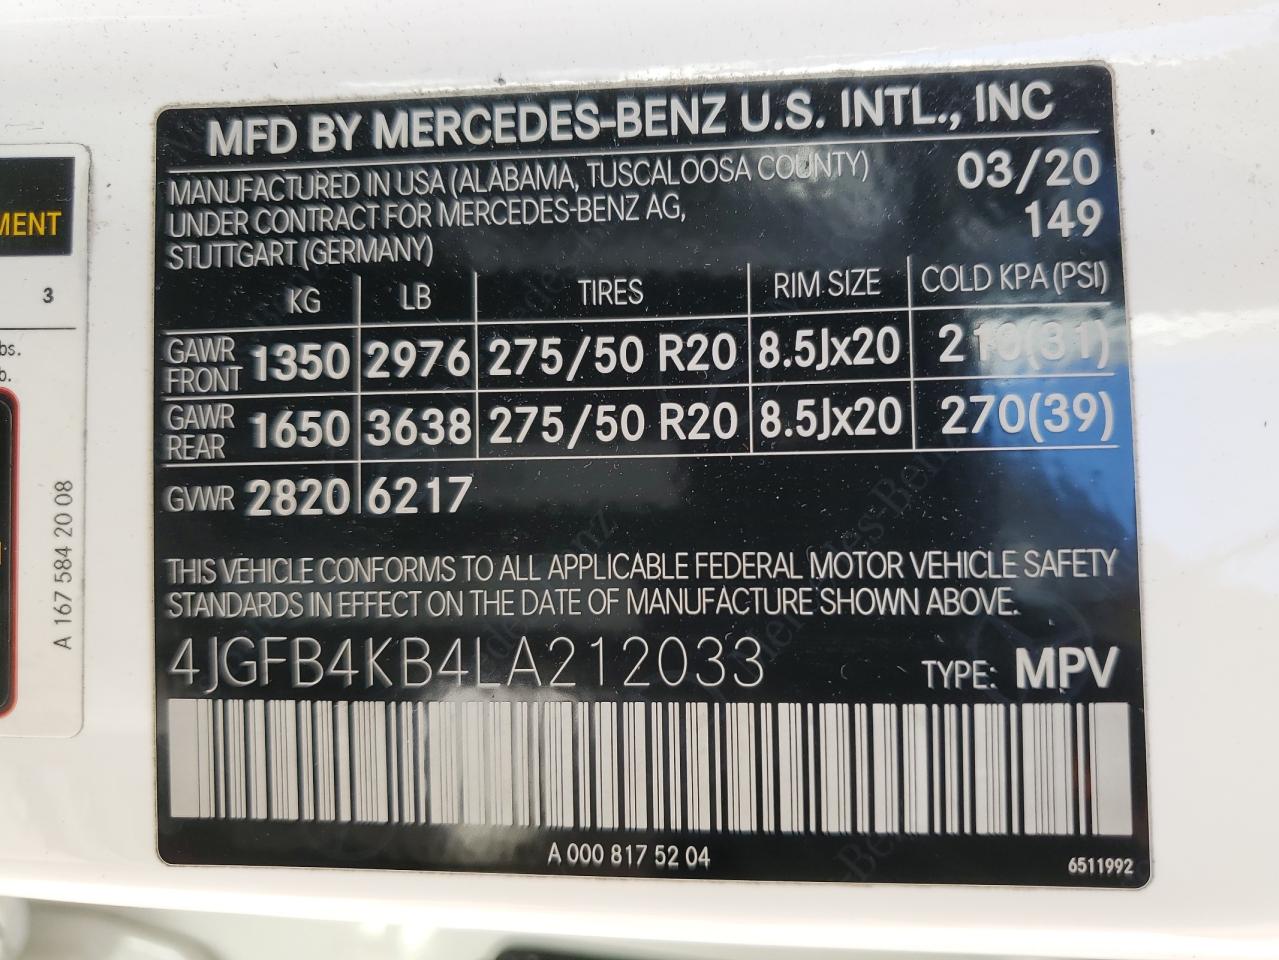 MFD BY MERCEDES-BENZ U.S. INTL., INC
MANUFACTURED IN USA (ALABAMA, TUSCALOOSA COUNTY) 03/20
UNDER CONTRACT FOR MERCEDES-BENZ AG, 149
STUTTGART (GERMANY)
KG LB TIRES RIM SIZE COLD KPA (PSI)
GAWR FRONT 1350 2976 275/50 R20 8.5Jx20 210(31)
GAWR REAR 1650 3638 275/50 R20 8.5Jx20 270(39)
GVWR 2820 6217
THIS VEHICLE CONFORMS TO ALL APPLICABLE FEDERAL MOTOR VEHICLE SAFETY
STANDARDS IN EFFECT ON THE DATE OF MANUFACTURE SHOWN ABOVE.
4JGFB4KB4LA212033 TYPE: MPV
A 000 817 52 04 6511992
MENT
3
bs.
b.
A 167 584 20 08